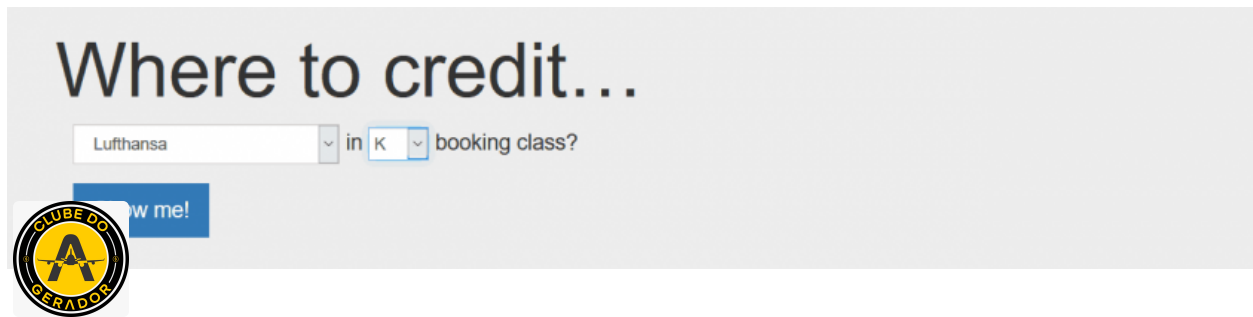 Where to credit...
Lufthansa in K booking class?
ow me!
CLUBE DO
A
GERADOR